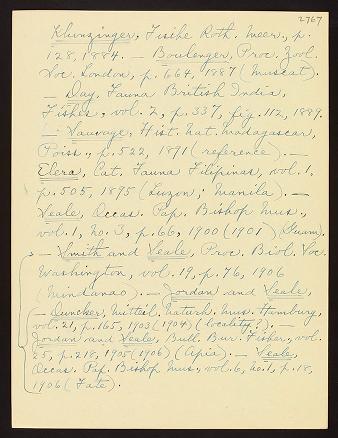 2767
Klunzinger, Fische Roth. Meer., p.
128, 1884. — Boulenger, Proc. Zool.
Soc. London, p. 664, 1887 (Muscat).
— Day, Fauna British India,
Fishes, vol. 2, p. 337, fig. 112, 1889.
— Sauvage, Hist. Nat. Madagascar,
Poiss., p. 522, 1891 (reference). —
Elera, Cat. Fauna Filipinas, vol. 1,
p. 505, 1895 (Luzon; Manila). —
Seale, Occas. Pap. Bishop Mus.,
vol. 1, no. 3, p. 66, 1900 (1901) (Guam).
— Smith and Seale, Proc. Biol. Soc.
Washington, vol. 19, p. 76, 1906
(Mindanao). — Jordan and Seale,
— Duncker, Mitteil. Naturh. Mus. Hamburg,
vol. 21, p. 165, 1903 (1904) (locality?). —
Jordan and Seale, Bull. Bur. Fisher., vol.
25, p. 218, 1905 (1906) (Apia). — Seale,
Occas. Pap. Bishop Mus., vol. 6, no. 1, p. 18,
1906 (Fate).